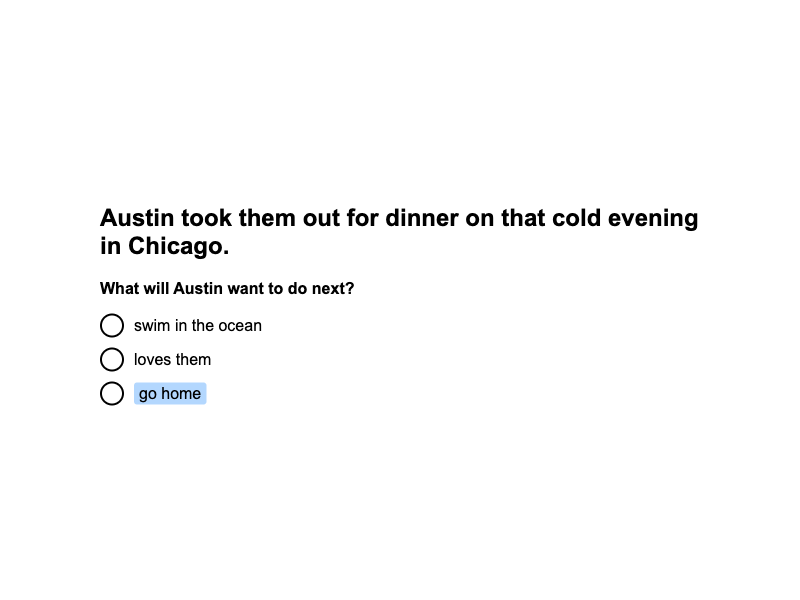 Austin took them out for dinner on that cold evening
in Chicago.
What will Austin want to do next?
swim in the ocean
loves them
go home